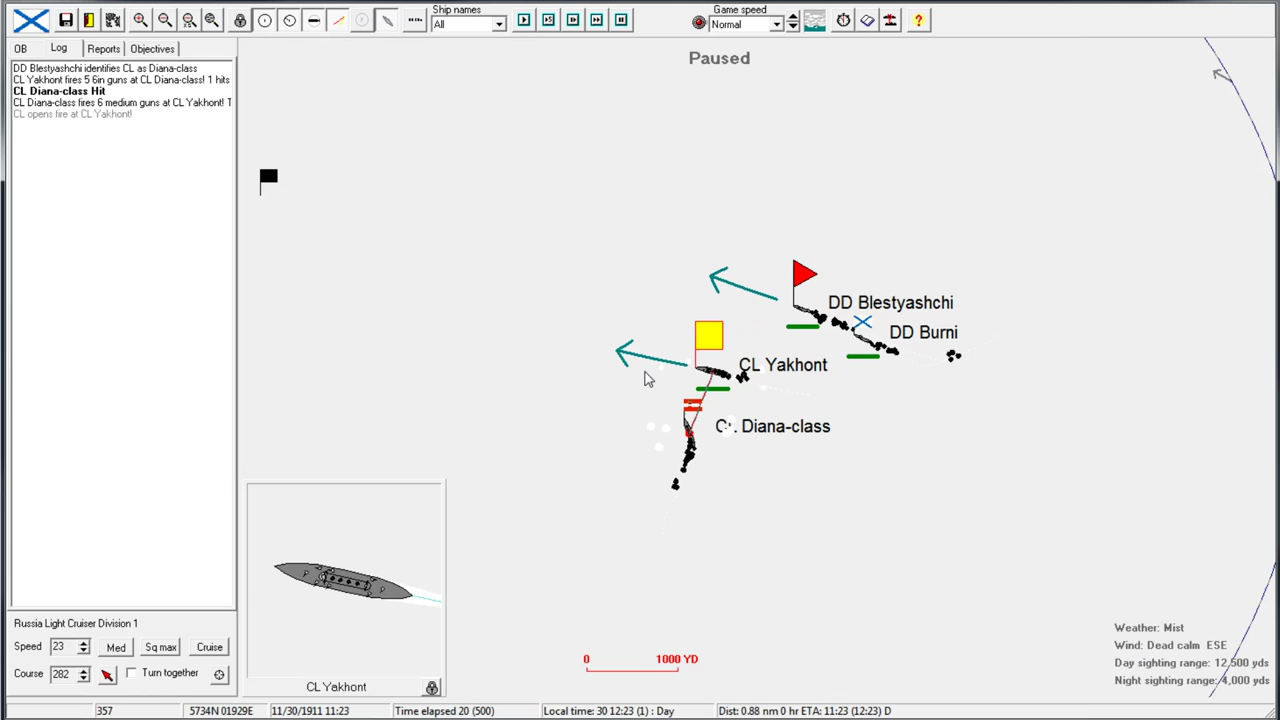 Ship names
All
Game speed
Normal
OB
Log
Reports
Objectives
DD Blestyashchi identifies CL as Diana-class
CL Yakhont fires 5 6in guns at CL Diana-class! 1 hits
CL Diana-class Hit
CL Diana-class fires 6 medium guns at CL Yakhont! T
CL opens fire at CL Yakhont!
Paused
DD Blestyashchi
DD Burni
CL Yakhont
CL Diana-class
Russia Light Cruiser Division 1
Speed 23 Med Sq max Cruise
Course 282 Turn together
CL Yakhont
0 1000 YD
Weather: Mist
Wind: Dead calm ESE
Day sighting range: 12,500 yds
Night sighting range: 4,000 yds
357 5734N 01929E 11/30/1911 11:23 Time elapsed 20 (500) Local time: 30 12:23 (1) : Day Dist: 0.88 nm 0 hr ETA: 11:23 (12:23) D